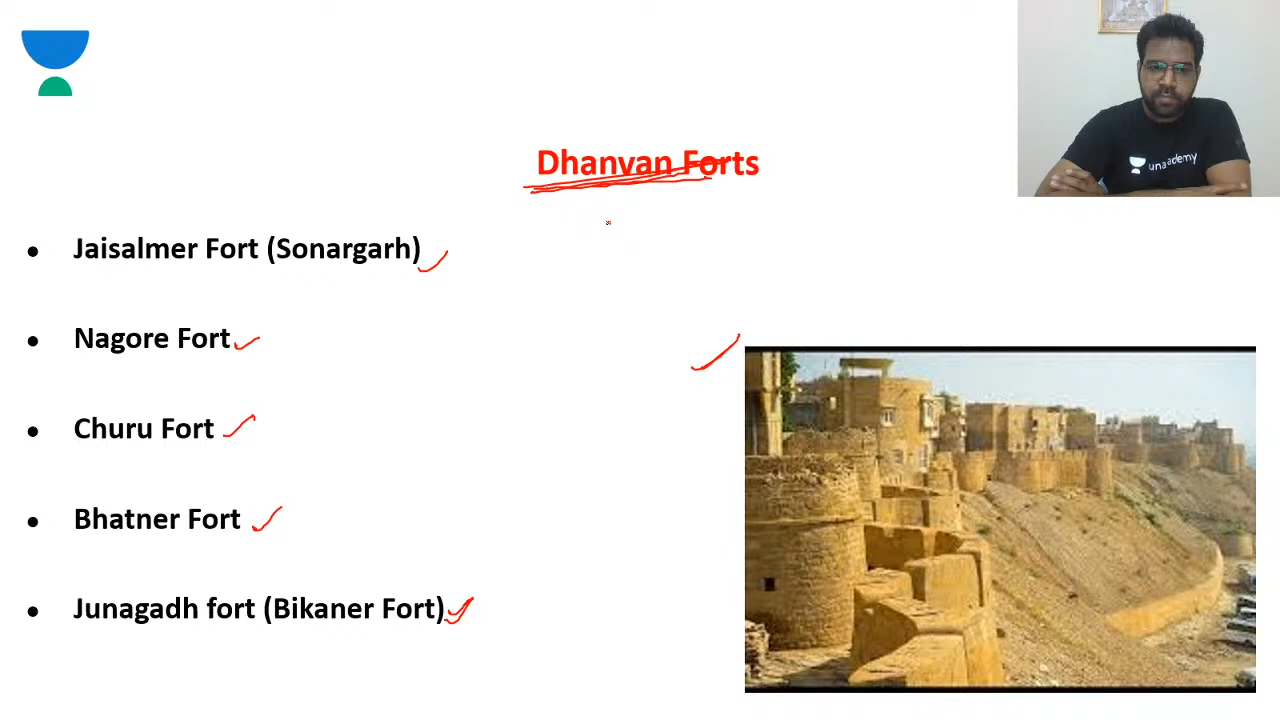 unacademy
Dhanvan Forts
● Jaisalmer Fort (Sonargarh)
● Nagore Fort
● Churu Fort
● Bhatner Fort
● Junagadh fort (Bikaner Fort)